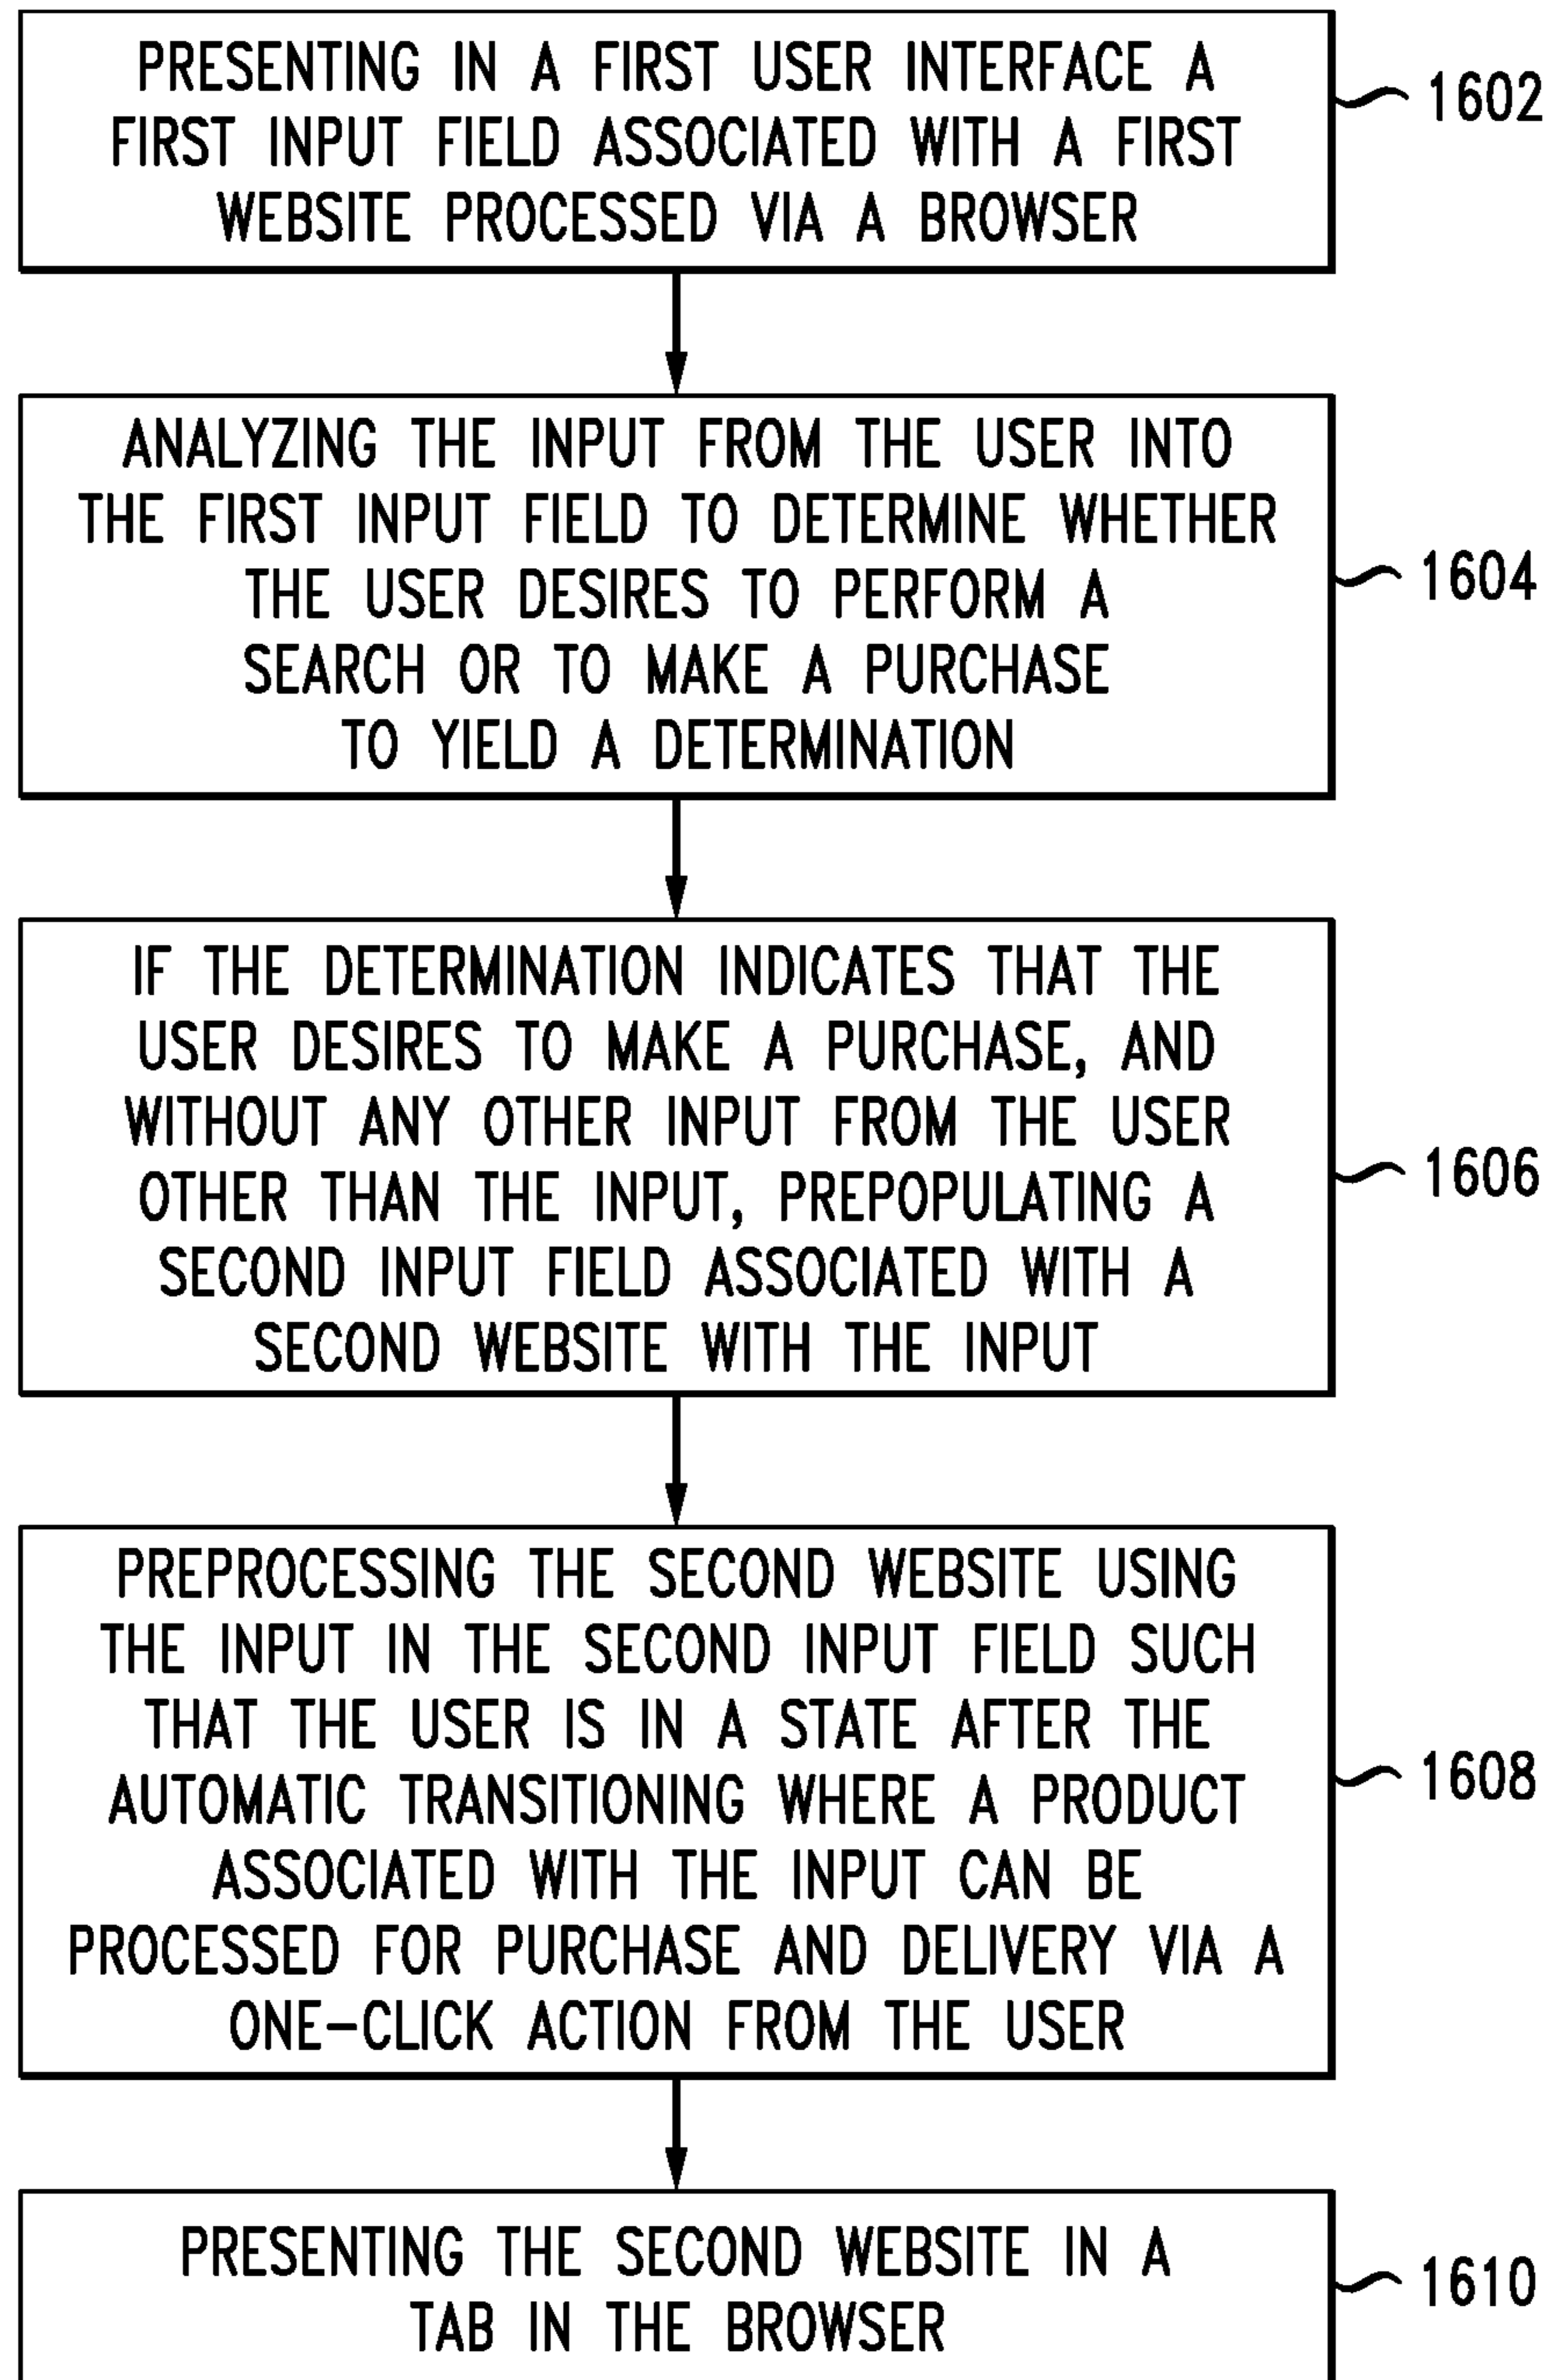 PRESENTING IN A FIRST USER INTERFACE A
FIRST INPUT FIELD ASSOCIATED WITH A FIRST
WEBSITE PROCESSED VIA A BROWSER
1602
ANALYZING THE INPUT FROM THE USER INTO
THE FIRST INPUT FIELD TO DETERMINE WHETHER
THE USER DESIRES TO PERFORM A
SEARCH OR TO MAKE A PURCHASE
TO YIELD A DETERMINATION
1604
IF THE DETERMINATION INDICATES THAT THE
USER DESIRES TO MAKE A PURCHASE, AND
WITHOUT ANY OTHER INPUT FROM THE USER
OTHER THAN THE INPUT, PREPOPULATING A
SECOND INPUT FIELD ASSOCIATED WITH A
SECOND WEBSITE WITH THE INPUT
1606
PREPROCESSING THE SECOND WEBSITE USING
THE INPUT IN THE SECOND INPUT FIELD SUCH
THAT THE USER IS IN A STATE AFTER THE
AUTOMATIC TRANSITIONING WHERE A PRODUCT
ASSOCIATED WITH THE INPUT CAN BE
PROCESSED FOR PURCHASE AND DELIVERY VIA A
ONE-CLICK ACTION FROM THE USER
1608
PRESENTING THE SECOND WEBSITE IN A
TAB IN THE BROWSER
1610